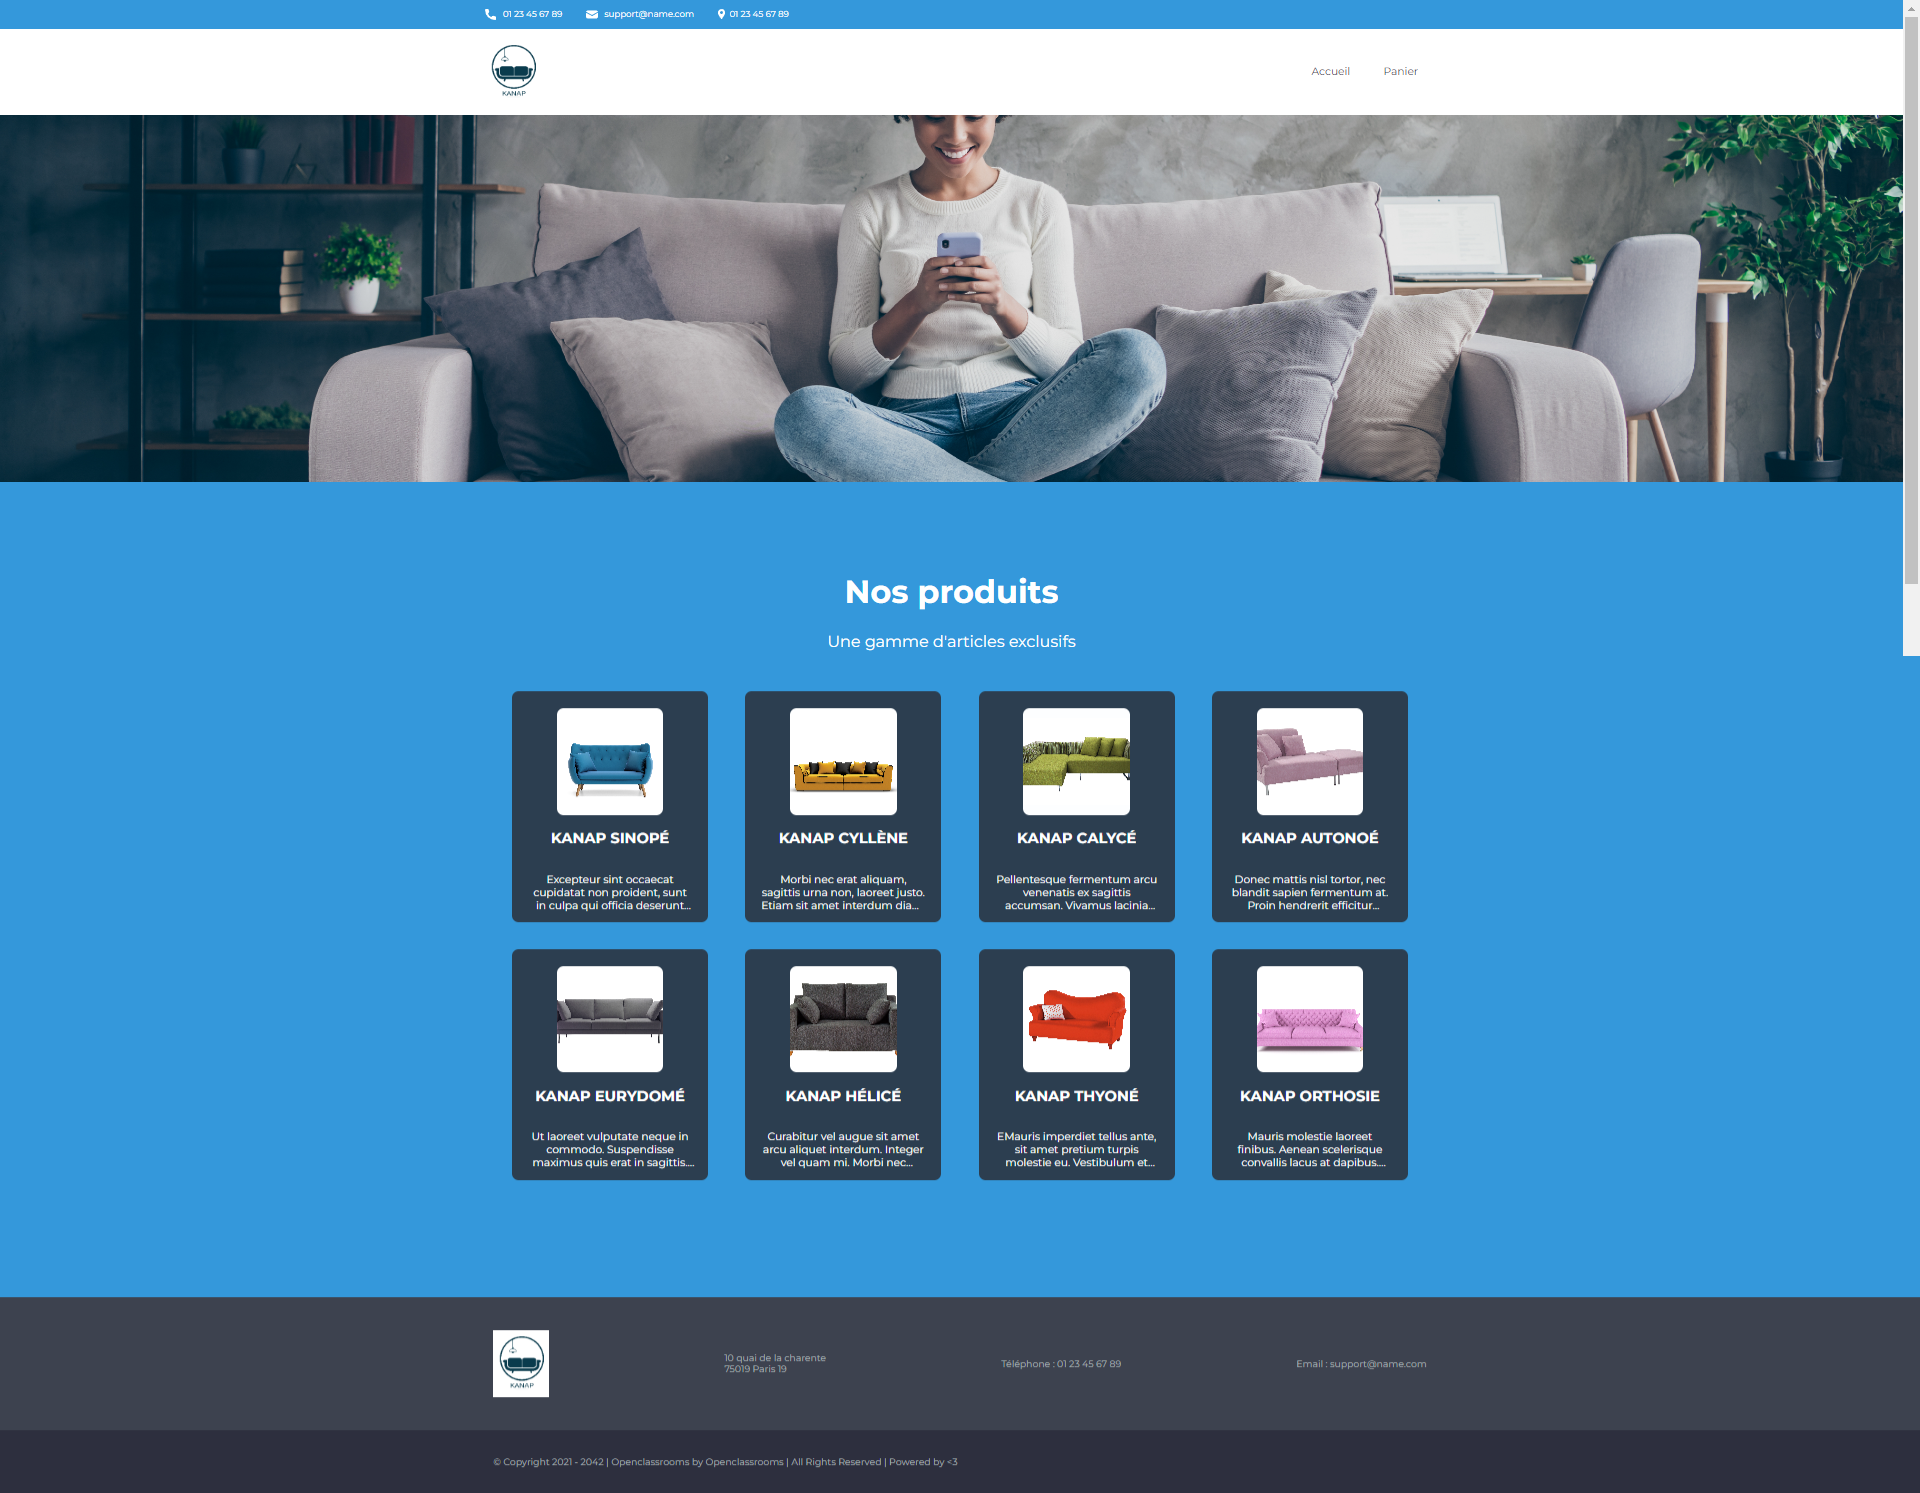 01 23 45 67 89 support@name.com 01 23 45 67 89
KANAP
Accueil Panier
Nos produits
Une gamme d'articles exclusifs
KANAP SINOPÉ
Excepteur sint occaecat
cupidatat non proident, sunt
in culpa qui officia deserunt...
KANAP CYLLÈNE
Morbi nec erat aliquam,
sagittis urna non, laoreet justo.
Etiam sit amet interdum dia...
KANAP CALYCÉ
Pellentesque fermentum arcu
venenatis ex sagittis
accumsan. Vivamus lacinia...
KANAP AUTONOÉ
Donec mattis nisl tortor, nec
blandit sapien fermentum at.
Proin hendrerit efficitur...
KANAP EURYDOMÉ
Ut laoreet vulputate neque in
commodo. Suspendisse
maximus quis erat in sagittis....
KANAP HÉLICÉ
Curabitur vel augue sit amet
arcu aliquet interdum. Integer
vel quam mi. Morbi nec...
KANAP THYONÉ
EMauris imperdiet tellus ante,
sit amet pretium turpis
molestie eu. Vestibulum et...
KANAP ORTHOSIE
Mauris molestie laoreet
finibus. Aenean scelerisque
convallis lacus at dapibus....
KANAP
10 quai de la charente
75019 Paris 19
Téléphone : 01 23 45 67 89
Email : support@name.com
© Copyright 2021 - 2042 | Openclassrooms by Openclassrooms | All Rights Reserved | Powered by <3